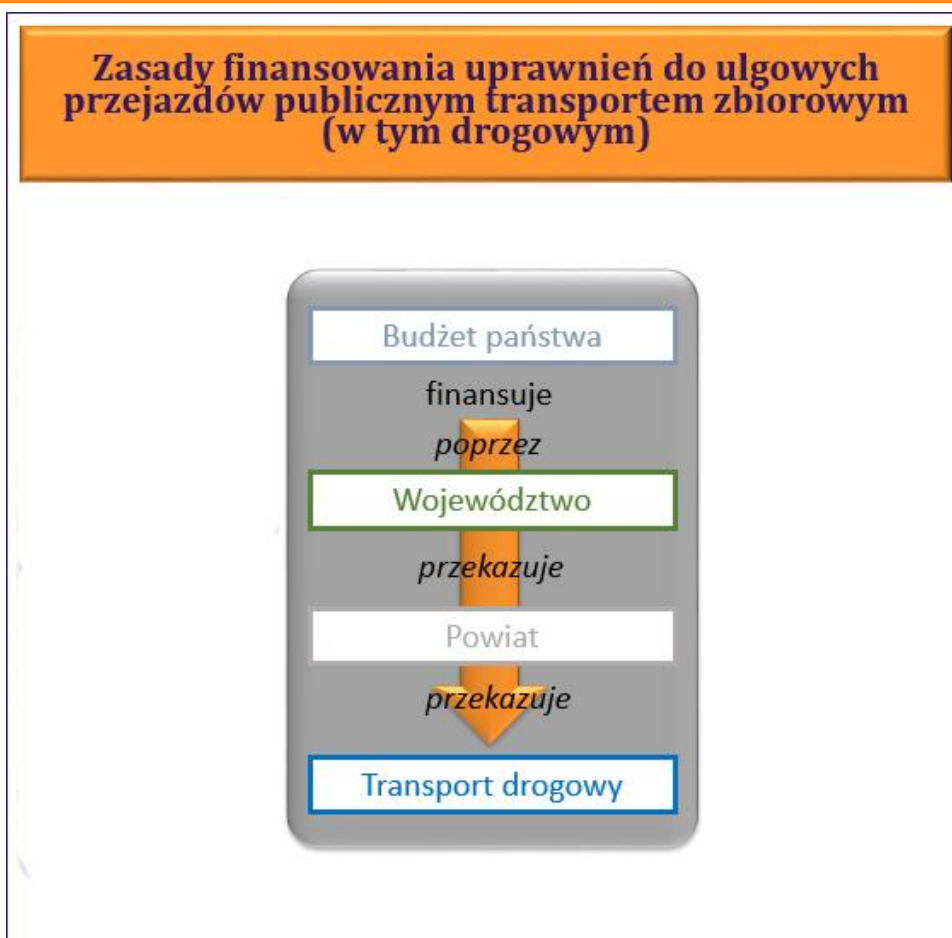 Zasady finansowania uprawnień do ulgowych
przejazdów publicznym transportem zbiorowym
(w tym drogowym)
Budżet państwa
finansuje
poprzez
Województwo
przekazuje
Powiat
przekazuje
Transport drogowy